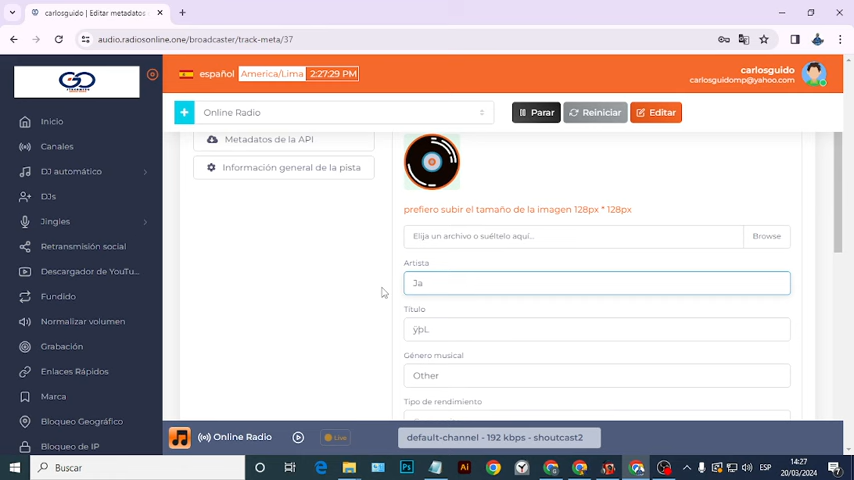 carlosguido | Editar metadatos
audio.radiosonline.one/broadcaster/track-meta/37
GO
español America/Lima 2:27:29 PM
carlosguido
carlosguidomp@yahoo.com
Online Radio
Parar
Reiniciar
Editar
Inicio
Canales
DJ automático
DJs
Jingles
Retransmisión social
Descargador de YouTu...
Fundido
Normalizar volumen
Grabación
Enlaces Rápidos
Marca
Bloqueo Geográfico
Bloqueo de IP
Metadatos de la API
Información general de la pista
prefiero subir el tamaño de la imagen 128px * 128px
Elija un archivo o suéltelo aquí...
Browse
Artista
Ja
Título
ÿþL
Género musical
Other
Tipo de rendimiento
Online Radio
Live
default-channel - 192 kbps - shoutcast2
Buscar
ESP
14:27
20/03/2024
7